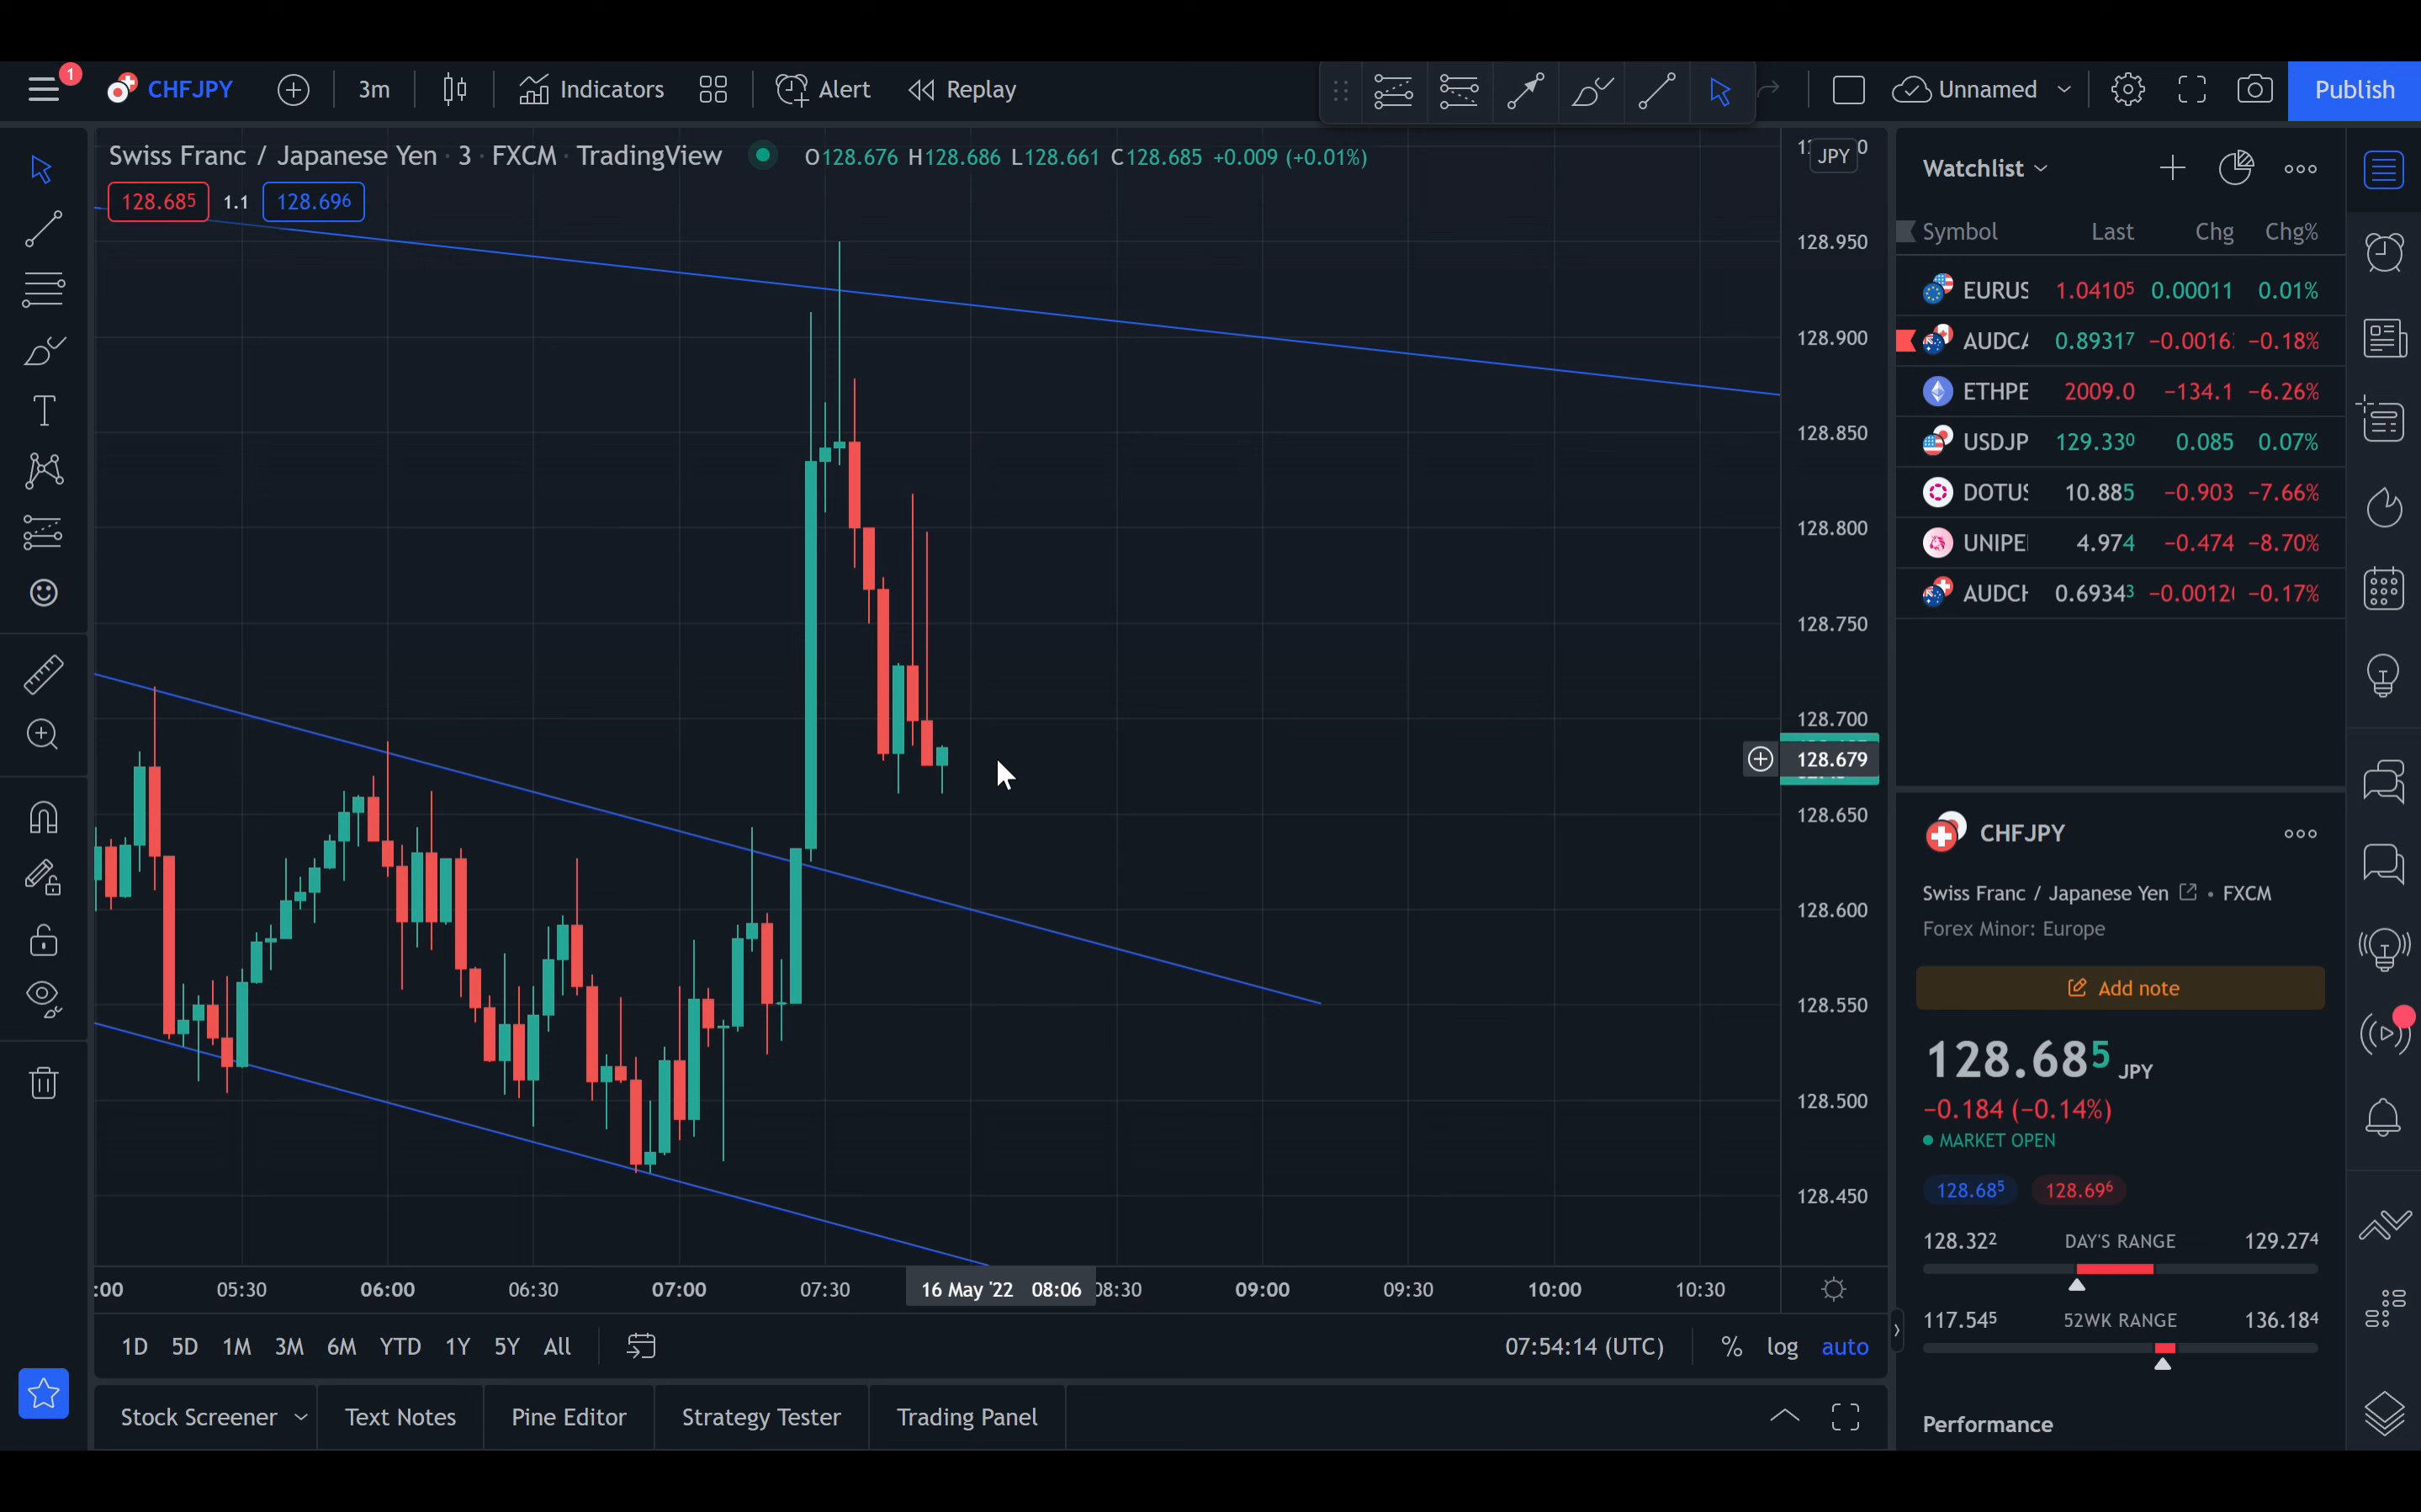 1
CHFJPY 3m Indicators Alert Replay Unnamed Publish
Swiss Franc / Japanese Yen · 3 · FXCM · TradingView O128.676 H128.686 L128.661 C128.685 +0.009 (+0.01%)
128.685 1.1 128.696
JPY
128.950
128.900
128.850
128.800
128.750
128.700
128.679
128.650
128.600
128.550
128.500
128.450
:00 05:30 06:00 06:30 07:00 07:30 16 May '22 08:06 08:30 09:00 09:30 10:00 10:30
1D 5D 1M 3M 6M YTD 1Y 5Y All 07:54:14 (UTC) % log auto
Stock Screener Text Notes Pine Editor Strategy Tester Trading Panel
Watchlist
Symbol Last Chg Chg%
EURUS 1.04105 0.00011 0.01%
AUDCA 0.89317 −0.0016 −0.18%
ETHPE 2009.0 −134.1 −6.26%
USDJP 129.330 0.085 0.07%
DOTUS 10.885 −0.903 −7.66%
UNIPE 4.974 −0.474 −8.70%
AUDCH 0.69343 −0.0012 −0.17%
CHFJPY
Swiss Franc / Japanese Yen • FXCM
Forex Minor: Europe
Add note
128.685 JPY
−0.184 (−0.14%)
MARKET OPEN
128.685 128.696
128.322 DAY'S RANGE 129.274
117.545 52WK RANGE 136.184
Performance